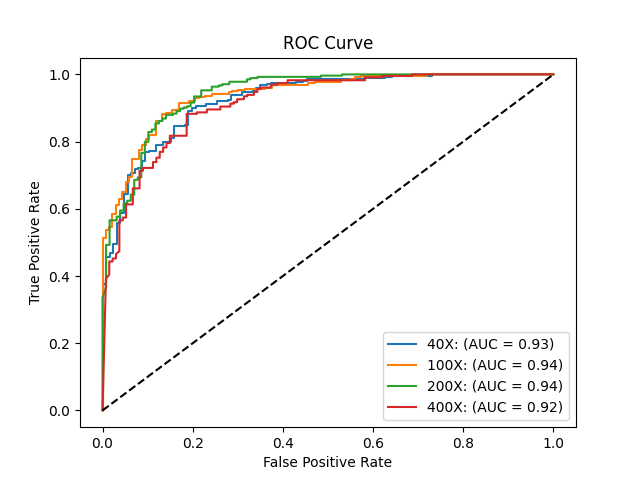 ROC Curve
True Positive Rate
1.0
0.8
0.6
0.4
0.2
0.0
0.0 0.2 0.4 0.6 0.8 1.0
False Positive Rate
40X: (AUC = 0.93)
100X: (AUC = 0.94)
200X: (AUC = 0.94)
400X: (AUC = 0.92)